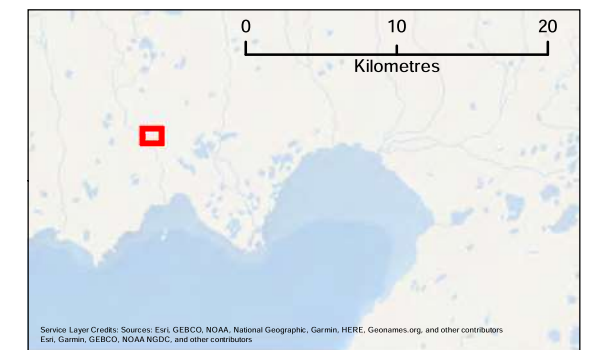 0 10 20
Kilometres
Service Layer Credits: Sources: Esri, GEBCO, NOAA, National Geographic, Garmin, HERE, Geonames.org, and other contributors
Esri, Garmin, GEBCO, NOAA NGDC, and other contributors